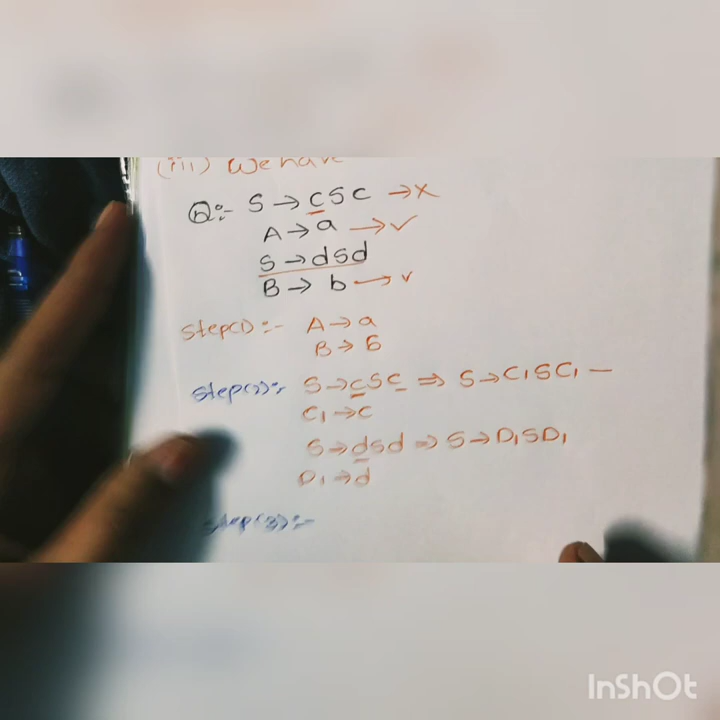 (iii) We have
Q:- S → CSC → x
A → a → ✓
S → dSd
B → b → ✓
Step(1):- A → a
B → b
Step(2):- S → CSC ⇒ S → C₁SC₁ —
C₁ → C
S → dSd ⇒ S → D₁SD₁
D₁ → d
Step(3):-
InShOt